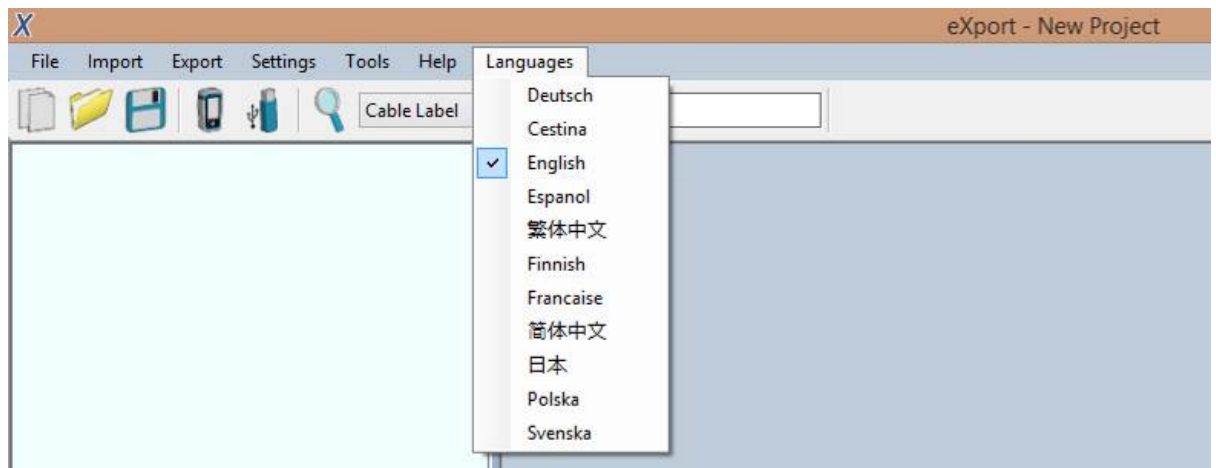 X
eXport - New Project
File Import Export Settings Tools Help Languages
Cable Label
Deutsch
Cestina
English
Espanol
繁体中文
Finnish
Francaise
简体中文
日本
Polska
Svenska